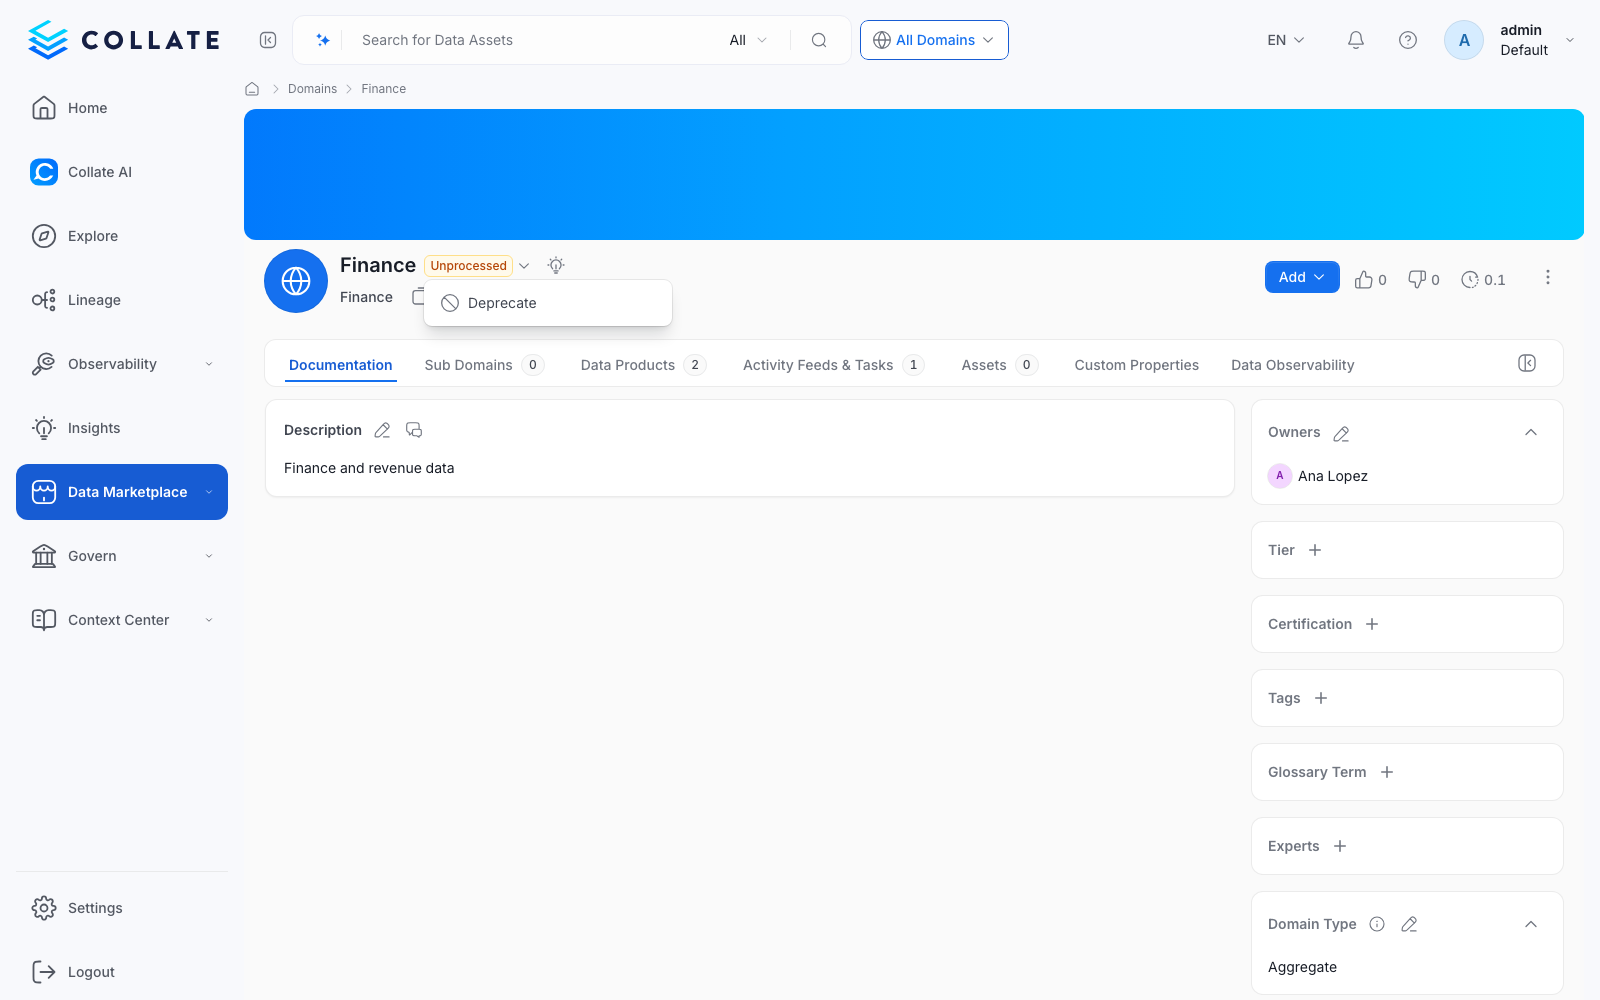 COLLATE
Search for Data Assets
All
All Domains
EN
A
admin
Default
Home
Collate AI
Explore
Lineage
Observability
Insights
Data Marketplace
Govern
Context Center
Settings
Logout
Domains
Finance
Finance
Unprocessed
Finance
Deprecate
Add
0
0
0.1
Documentation
Sub Domains 0
Data Products 2
Activity Feeds & Tasks 1
Assets 0
Custom Properties
Data Observability
Description
Finance and revenue data
Owners
A Ana Lopez
Tier
Certification
Tags
Glossary Term
Experts
Domain Type
Aggregate